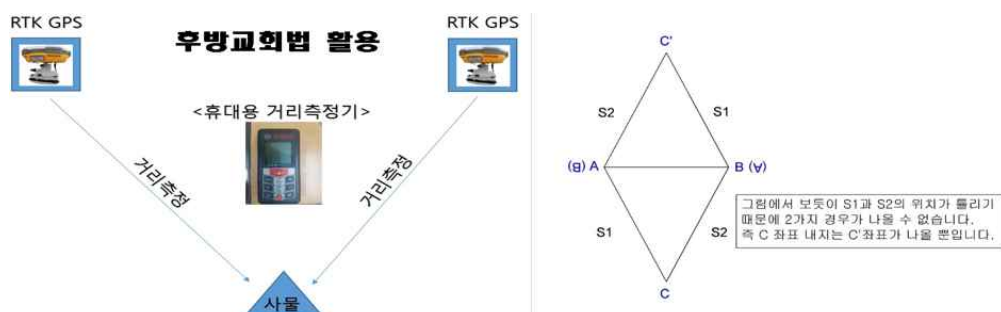 RTK GPS
후방교회법 활용
RTK GPS
<휴대용 거리측정기>
거리측정
거리측정
사물
C'
S2
S1
(B) A
B (A)
S1
S2
C
그림에서 보듯이 S1과 S2의 위치가 틀리기
때문에 2가지 경우가 나올 수 없습니다.
즉 C 좌표 내지는 C'좌표가 나올 뿐입니다.